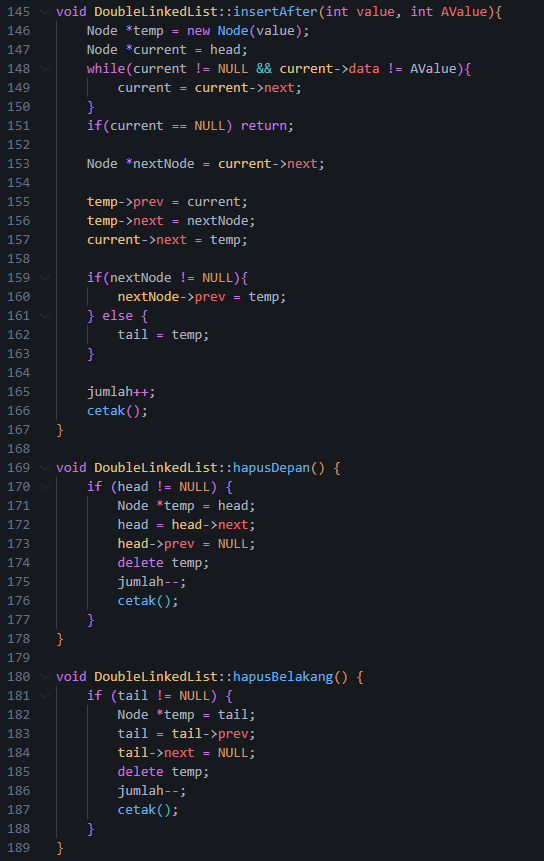 145 void DoubleLinkedList::insertAfter(int value, int AValue){
146     Node *temp = new Node(value);
147     Node *current = head;
148     while(current != NULL && current->data != AValue){
149         current = current->next;
150     }
151     if(current == NULL) return;
152
153     Node *nextNode = current->next;
154
155     temp->prev = current;
156     temp->next = nextNode;
157     current->next = temp;
158
159     if(nextNode != NULL){
160         nextNode->prev = temp;
161     } else {
162         tail = temp;
163     }
164
165     jumlah++;
166     cetak();
167 }
168
169 void DoubleLinkedList::hapusDepan() {
170     if (head != NULL) {
171         Node *temp = head;
172         head = head->next;
173         head->prev = NULL;
174         delete temp;
175         jumlah--;
176         cetak();
177     }
178 }
179
180 void DoubleLinkedList::hapusBelakang() {
181     if (tail != NULL) {
182         Node *temp = tail;
183         tail = tail->prev;
184         tail->next = NULL;
185         delete temp;
186         jumlah--;
187         cetak();
188     }
189 }